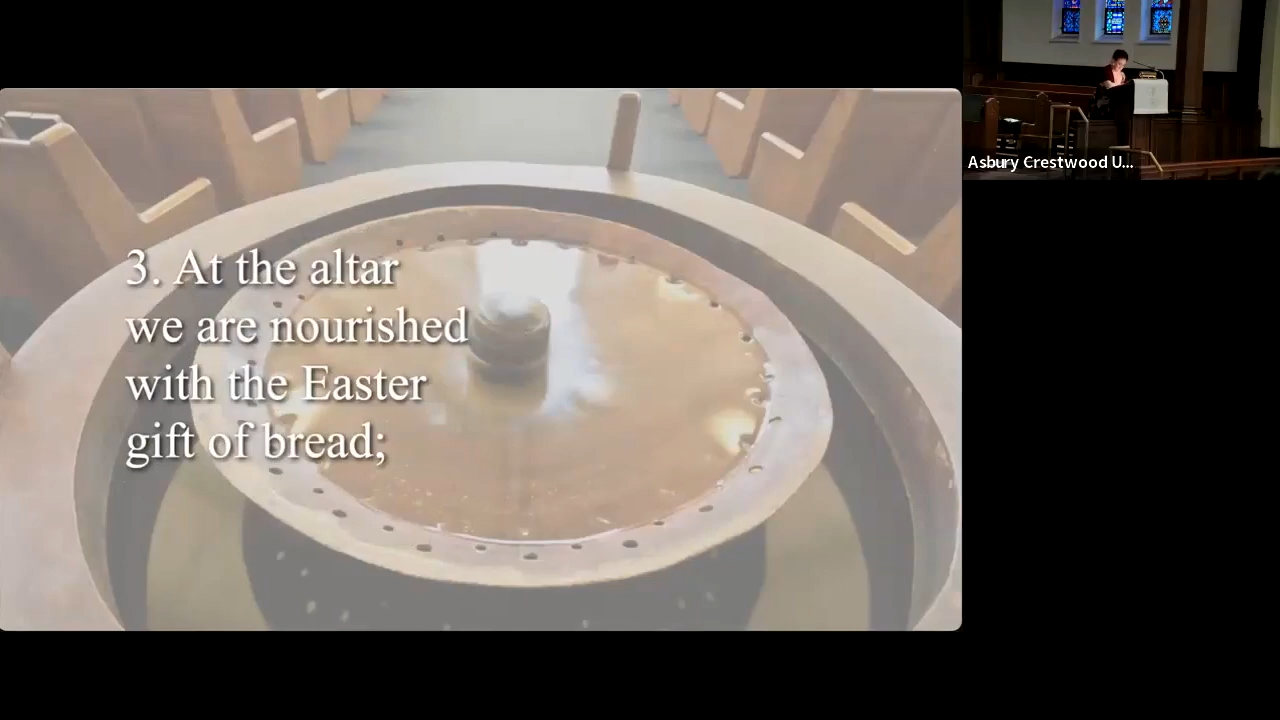 3. At the altar
we are nourished
with the Easter
gift of bread;
Asbury Crestwood U...